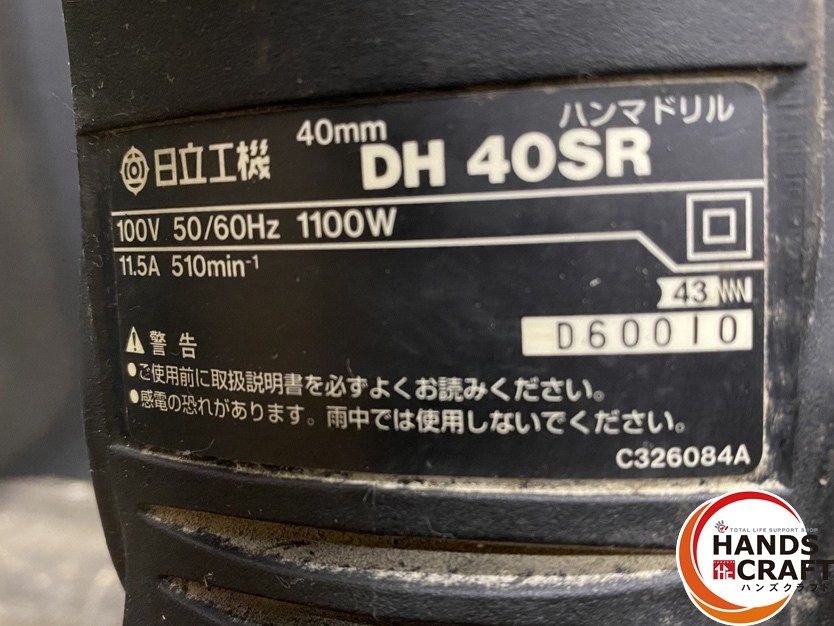 ハンマドリル
日立工機 40mm DH 40SR
100V 50/60Hz 1100W
11.5A 510min-1
43
D60010
警告
●ご使用前に取扱説明書を必ずよくお読みください。
●感電の恐れがあります。雨中では使用しないでください。
C326084A
TOTAL LIFE SUPPORT SHOP
HANDS
CRAFT
ハンズクラフト